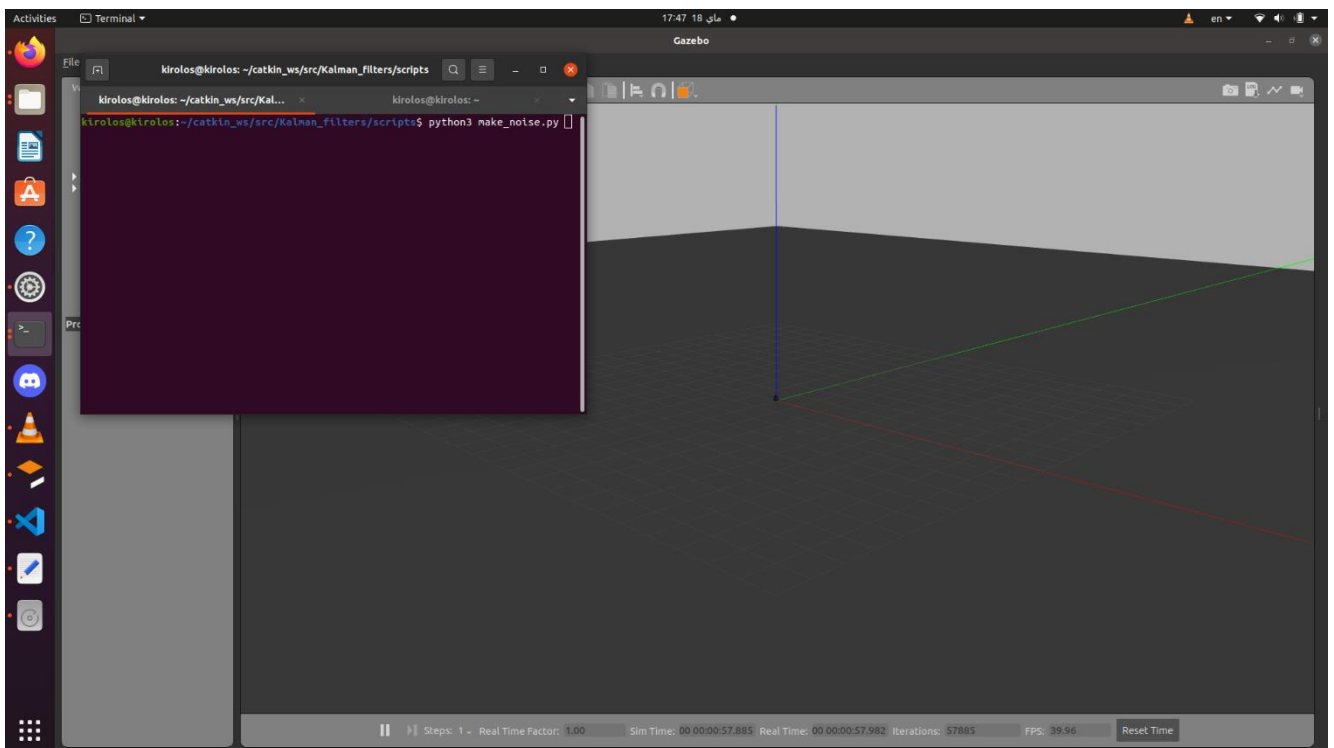 Activities Terminal 17:47 18 ماي en
Gazebo
File
kirolos@kirolos: ~/catkin_ws/src/Kalman_filters/scripts
kirolos@kirolos: ~/catkin_ws/src/Kal... kirolos@kirolos: ~
kirolos@kirolos:~/catkin_ws/src/Kalman_filters/scripts$ python3 make_noise.py
Steps: 1 Real Time Factor: 1.00 Sim Time: 00 00:00:57.885 Real Time: 00 00:00:57.982 Iterations: 57885 FPS: 39.96 Reset Time